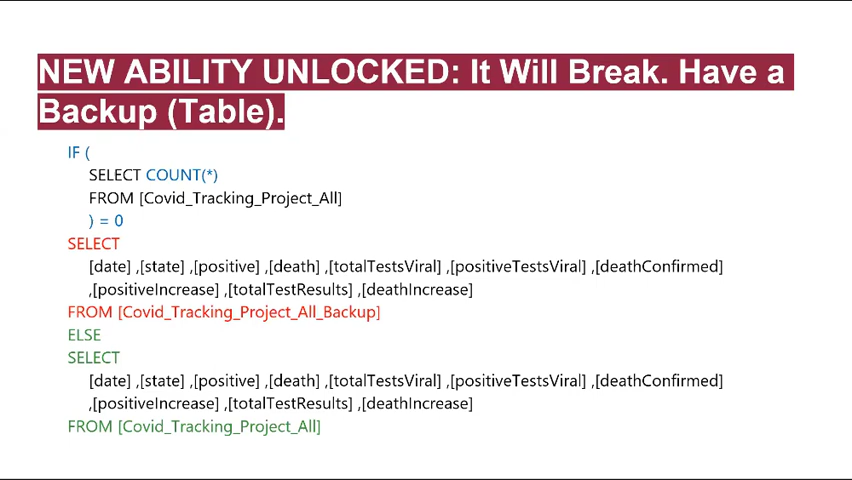 NEW ABILITY UNLOCKED: It Will Break. Have a
Backup (Table).
IF (
SELECT COUNT(*)
FROM [Covid_Tracking_Project_All]
) = 0
SELECT
[date] ,[state] ,[positive] ,[death] ,[totalTestsViral] ,[positiveTestsViral] ,[deathConfirmed]
,[positiveIncrease] ,[totalTestResults] ,[deathIncrease]
FROM [Covid_Tracking_Project_All_Backup]
ELSE
SELECT
[date] ,[state] ,[positive] ,[death] ,[totalTestsViral] ,[positiveTestsViral] ,[deathConfirmed]
,[positiveIncrease] ,[totalTestResults] ,[deathIncrease]
FROM [Covid_Tracking_Project_All]